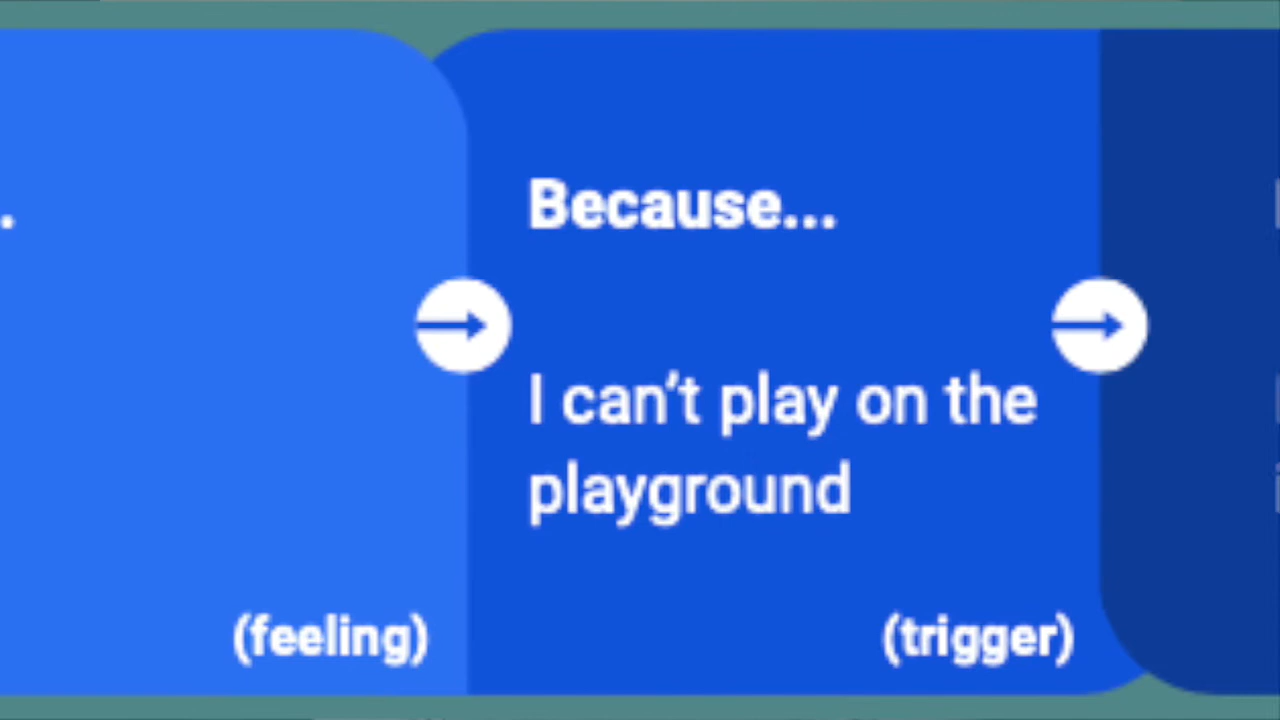 Because...
I can't play on the
playground
(feeling)
(trigger)